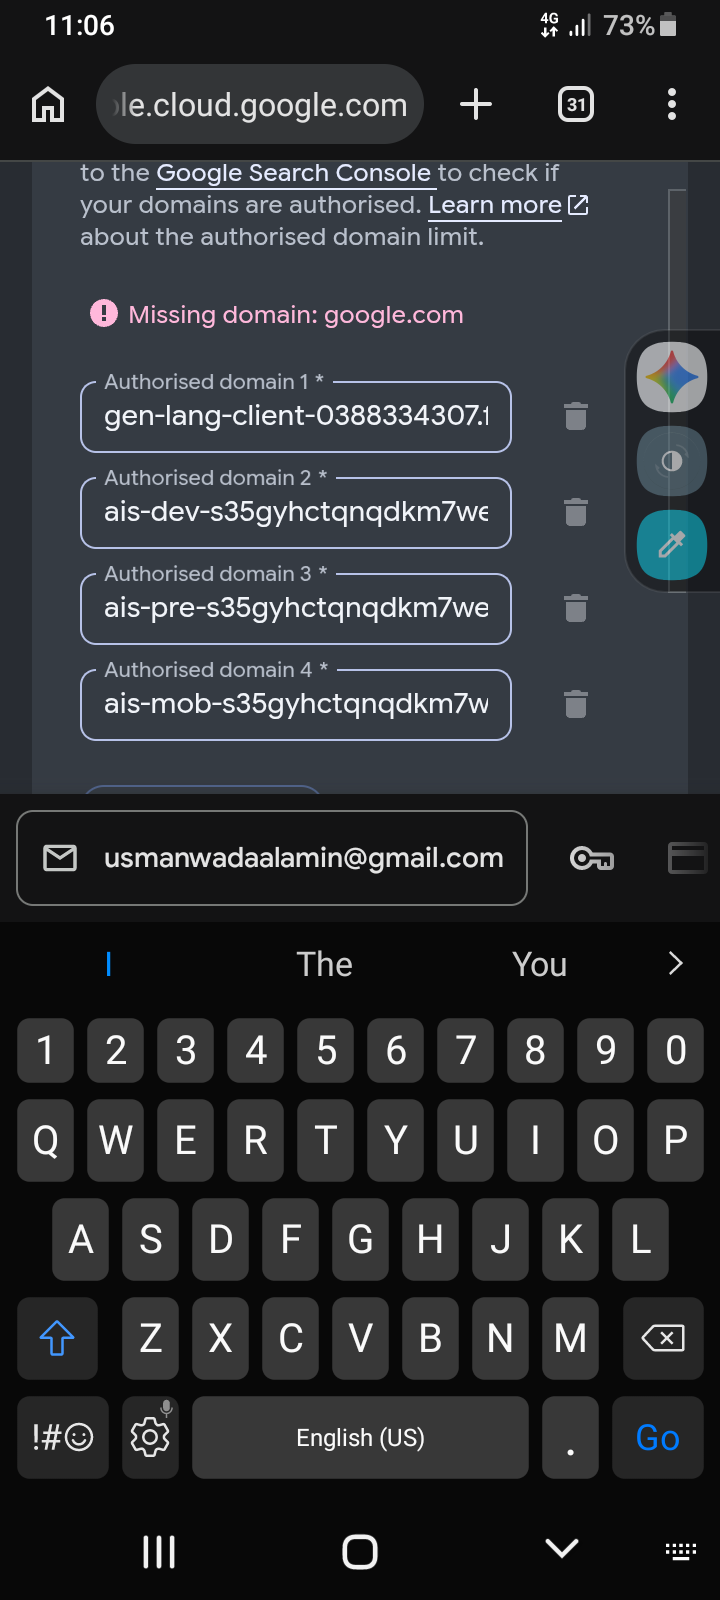 11:06
4G
73%
le.cloud.google.com
31
to the Google Search Console to check if
your domains are authorised. Learn more
about the authorised domain limit.
Missing domain: google.com
Authorised domain 1 *
gen-lang-client-0388334307.f
Authorised domain 2 *
ais-dev-s35gyhctqnqdkm7we
Authorised domain 3 *
ais-pre-s35gyhctqnqdkm7we
Authorised domain 4 *
ais-mob-s35gyhctqnqdkm7w
usmanwadaalamin@gmail.com
I The You
1 2 3 4 5 6 7 8 9 0
Q W E R T Y U I O P
A S D F G H J K L
Z X C V B N M
!#☺ English (US) . Go